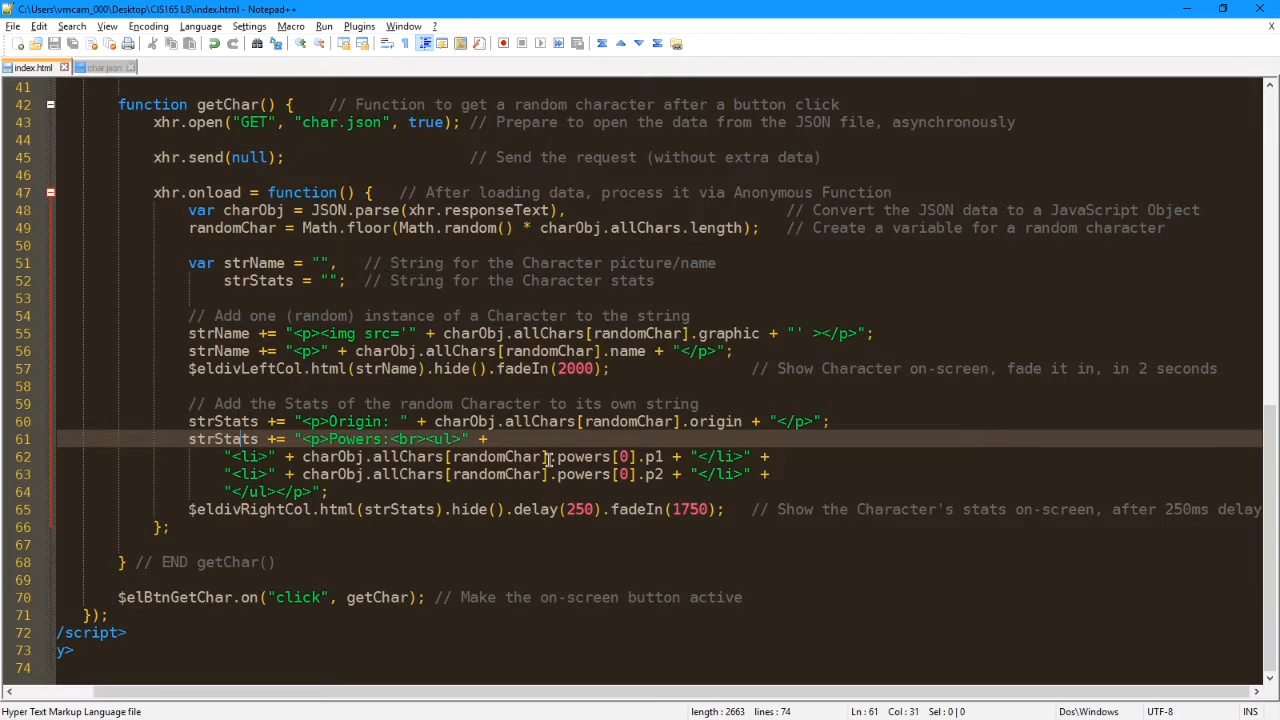 C:\Users\vmcam_000\Desktop\CIS165 L8\index.html - Notepad++
File Edit Search View Encoding Language Settings Macro Run Plugins Window ? X
index.html char.json
41
42 function getChar() { // Function to get a random character after a button click
43 xhr.open("GET", "char.json", true); // Prepare to open the data from the JSON file, asynchronously
44
45 xhr.send(null); // Send the request (without extra data)
46
47 xhr.onload = function() { // After loading data, process it via Anonymous Function
48 var charObj = JSON.parse(xhr.responseText), // Convert the JSON data to a JavaScript Object
49 randomChar = Math.floor(Math.random() * charObj.allChars.length); // Create a variable for a random character
50
51 var strName = "", // String for the Character picture/name
52 strStats = ""; // String for the Character stats
53
54 // Add one (random) instance of a Character to the string
55 strName += "<p><img src='" + charObj.allChars[randomChar].graphic + "' ></p>";
56 strName += "<p>" + charObj.allChars[randomChar].name + "</p>";
57 $eldivLeftCol.html(strName).hide().fadeIn(2000); // Show Character on-screen, fade it in, in 2 seconds
58
59 // Add the Stats of the random Character to its own string
60 strStats += "<p>Origin: " + charObj.allChars[randomChar].origin + "</p>";
61 strStats += "<p>Powers:<br><ul>" +
62 "<li>" + charObj.allChars[randomChar].powers[0].p1 + "</li>" +
63 "<li>" + charObj.allChars[randomChar].powers[0].p2 + "</li>" +
64 "</ul></p>";
65 $eldivRightCol.html(strStats).hide().delay(250).fadeIn(1750); // Show the Character's stats on-screen, after 250ms delay
66 };
67
68 } // END getChar()
69
70 $elBtnGetChar.on("click", getChar); // Make the on-screen button active
71 });
72 /script>
73 y>
74
Hyper Text Markup Language file length : 2663 lines : 74 Ln : 61 Col : 31 Sel : 0 | 0 Dos\Windows UTF-8 INS